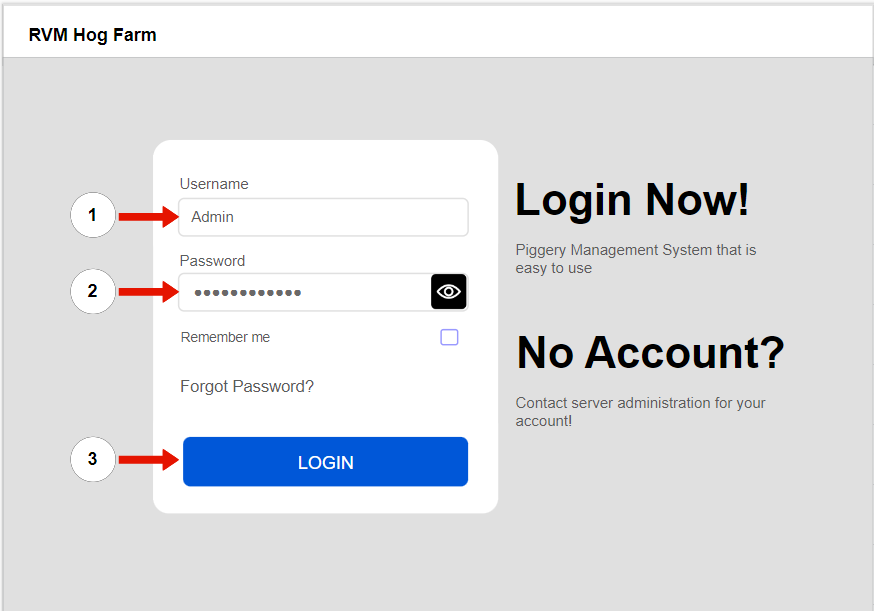 RVM Hog Farm
Username
1
Admin
Password
2
••••••••••••
Remember me
Forgot Password?
3
LOGIN
Login Now!
Piggery Management System that is
easy to use
No Account?
Contact server administration for your
account!